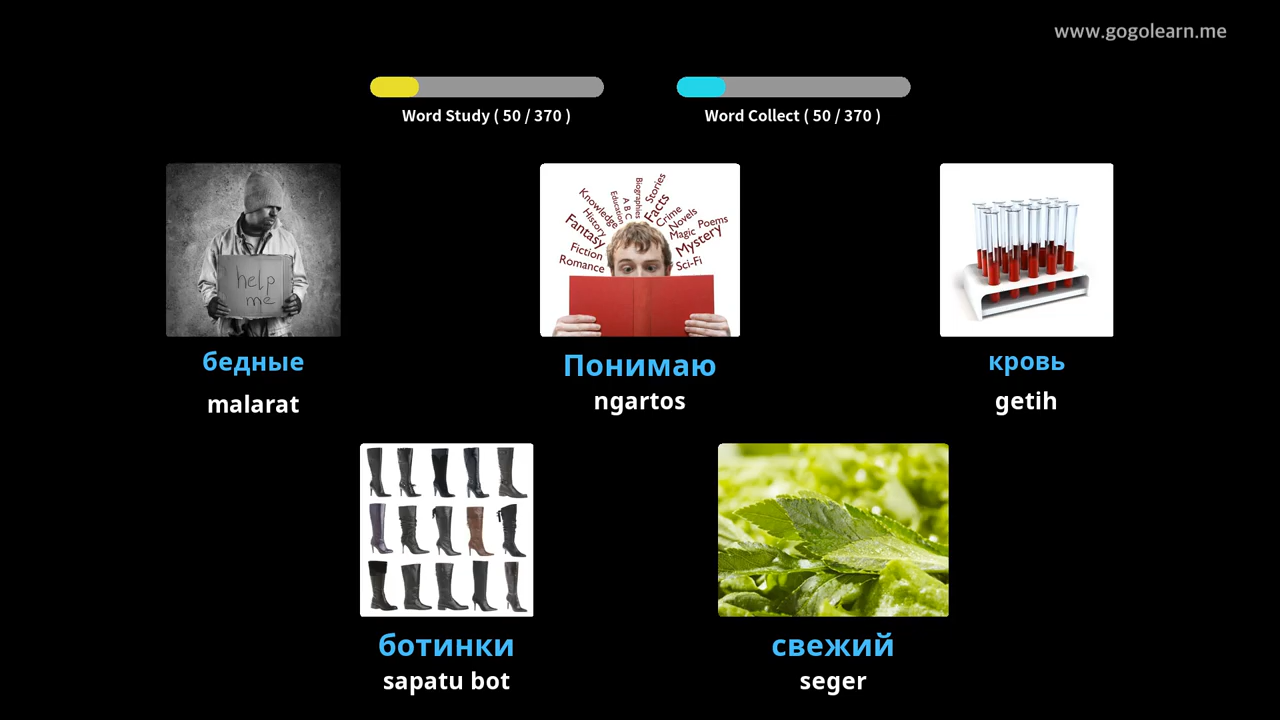 www.gogolearn.me
Word Study ( 50 / 370 )
Word Collect ( 50 / 370 )
help
me
Knowledge
History
Fantasy
Fiction
Romance
Education
A B C
Biographies
Stories
Facts
Crime
Novels
Magic
Poems
Mystery
Sci-Fi
бедные
malarat
Понимаю
ngartos
кровь
getih
ботинки
sapatu bot
свежий
seger